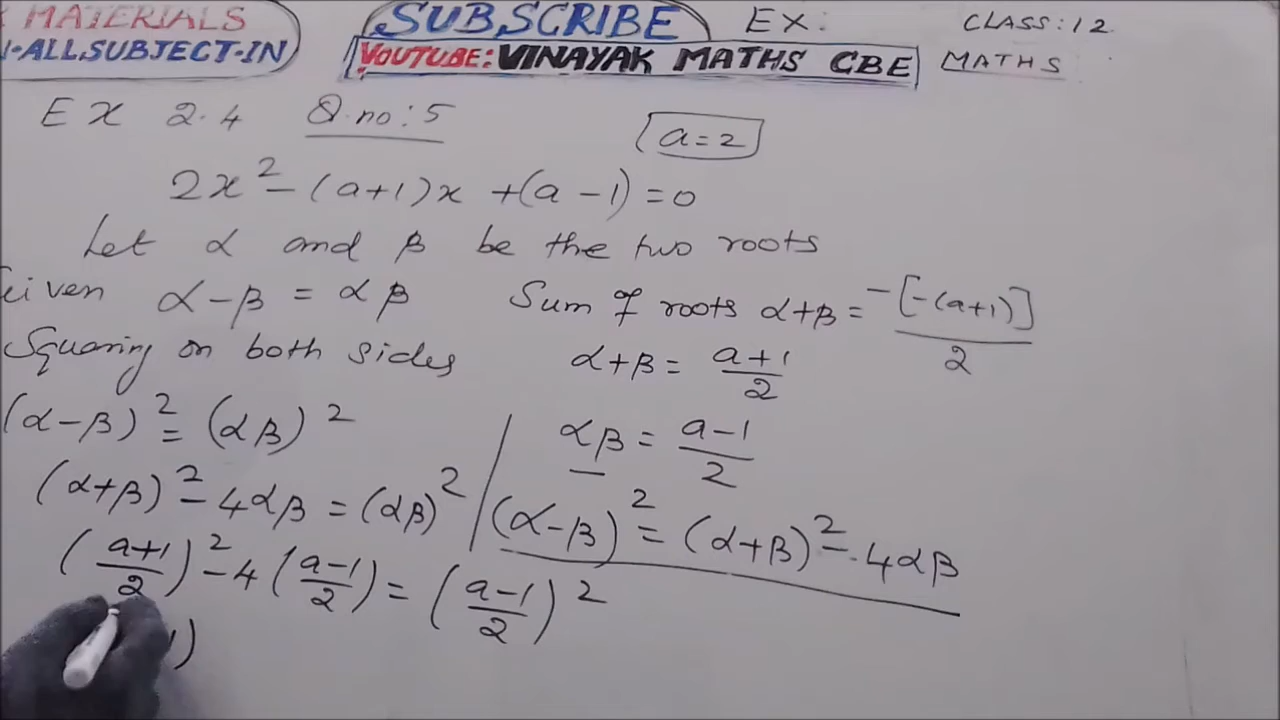 MATERIALS
SUBSCRIBE
EX:
CLASS:12
N-ALL.SUBJECT-IN
YOUTUBE: VINAYAK MATHS CBE
MATHS
EX 2.4 Q.no:5
a=2
2x²-(a+1)x+(a-1)=0
Let α and β be the two roots
Given α-β = αβ
Sum of roots α+β = -[-(a+1)]/2
Squaring on both sides
α+β = (a+1)/2
(α-β)² = (αβ)²
αβ = (a-1)/2
(α+β)² - 4αβ = (αβ)²
(α-β)² = (α+β)² - 4αβ
((a+1)/2)² - 4((a-1)/2) = ((a-1)/2)²